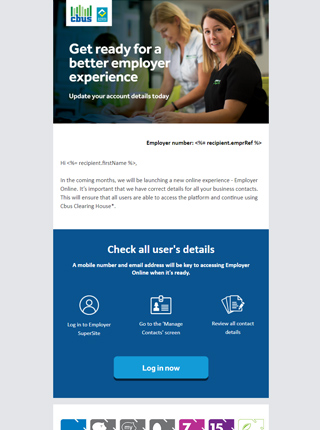 cbus
Get ready for a
better employer
experience
Update your account details today
Employer number: <%= recipient.emprRef %>
Hi <%= recipient.firstName %>,
In the coming months, we will be launching a new online experience - Employer
Online. It's important that we have correct details for all your business contacts.
This will ensure that all users are able to access the platform and continue using
Cbus Clearing House*.
Check all user's details
A mobile number and email address will be key to accessing Employer
Online when it's ready.
Log in to Employer
SuperSite
Go to the 'Manage
Contacts' screen
Review all contact
details
Log in now
7
15